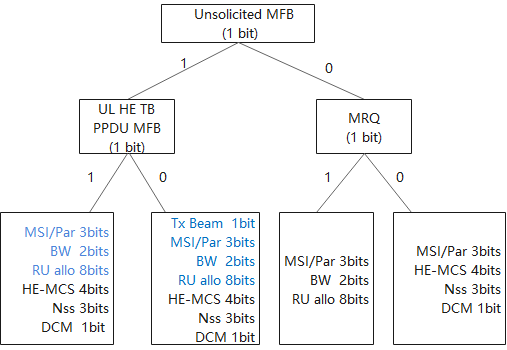 Unsolicited MFB
(1 bit)
1
0
UL HE TB
PPDU MFB
(1 bit)
MRQ
(1 bit)
1
0
1
0
MSI/Par 3bits
BW 2bits
RU allo 8bits
HE-MCS 4bits
Nss 3bits
DCM 1bit
Tx Beam 1bit
MSI/Par 3bits
BW 2bits
RU allo 8bits
HE-MCS 4bits
Nss 3bits
DCM 1bit
MSI/Par 3bits
BW 2bits
RU allo 8bits
MSI/Par 3bits
HE-MCS 4bits
Nss 3bits
DCM 1bit